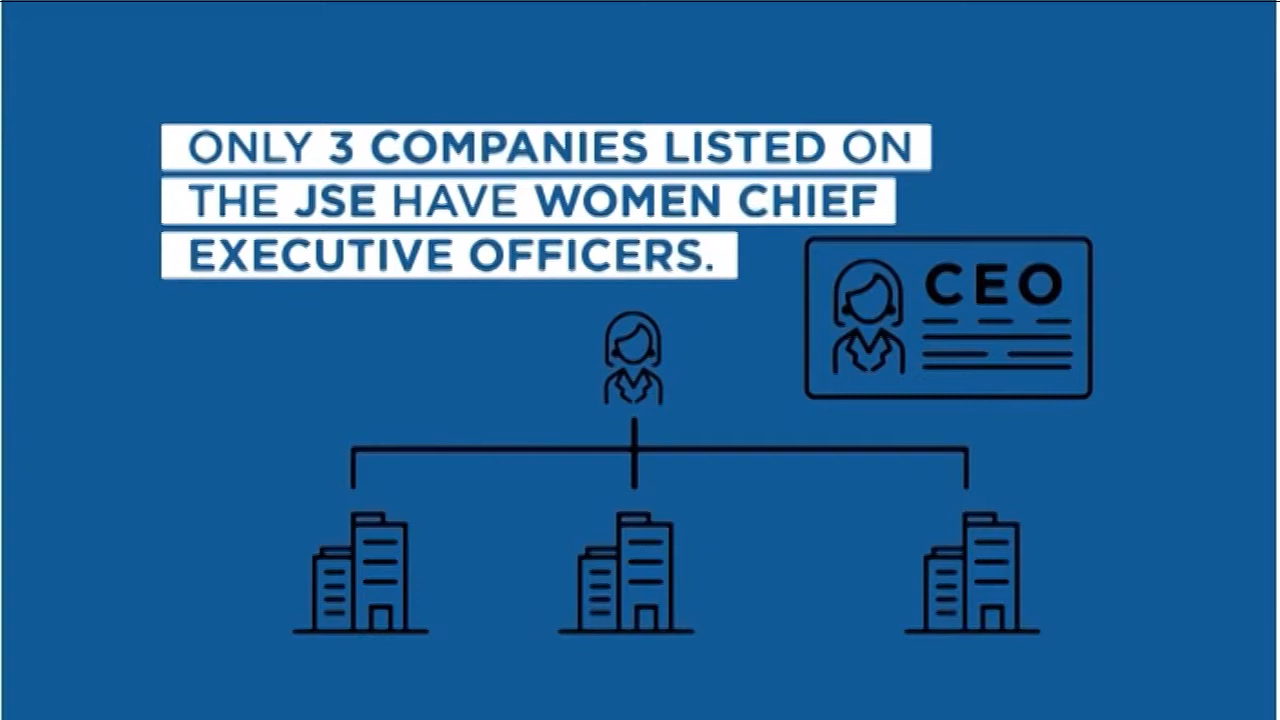 ONLY 3 COMPANIES LISTED ON
THE JSE HAVE WOMEN CHIEF
EXECUTIVE OFFICERS.
CEO